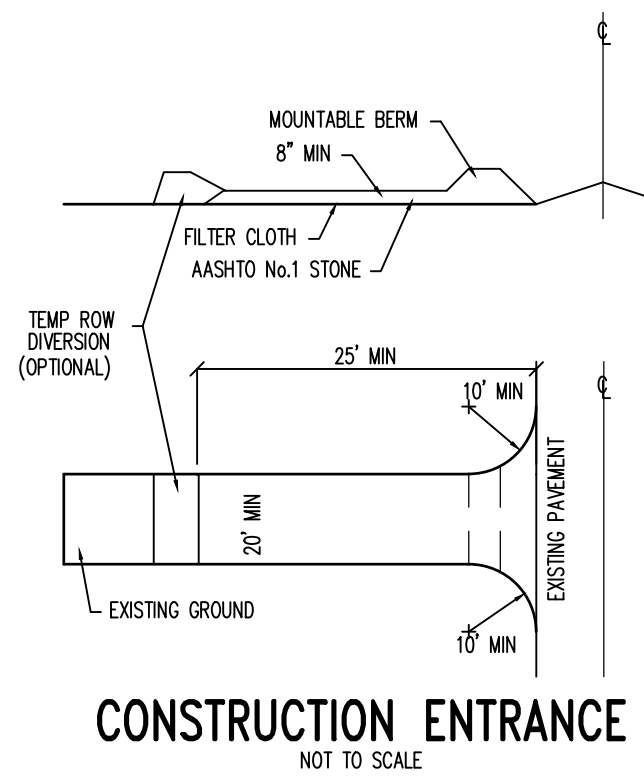 ℄
MOUNTABLE BERM
8" MIN
FILTER CLOTH
AASHTO No.1 STONE
TEMP ROW
DIVERSION
(OPTIONAL)
25' MIN
10' MIN
℄
20' MIN
EXISTING PAVEMENT
EXISTING GROUND
10' MIN
CONSTRUCTION ENTRANCE
NOT TO SCALE